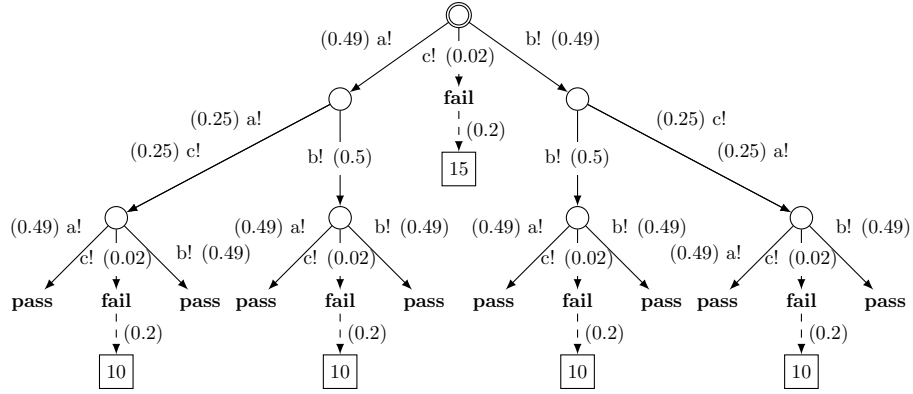 (0.49) a! b! (0.49)
c! (0.02)
fail
(0.25) a! (0.2) (0.25) c!
(0.25) c! b! (0.5) 15 b! (0.5) (0.25) a!
(0.49) a! (0.49) a! b! (0.49) (0.49) a! b! (0.49) b! (0.49)
c! (0.02) b! (0.49) c! (0.02) c! (0.02) (0.49) a! c! (0.02)
pass fail pass pass fail pass pass fail pass pass fail pass
(0.2) (0.2) (0.2) (0.2)
10 10 10 10